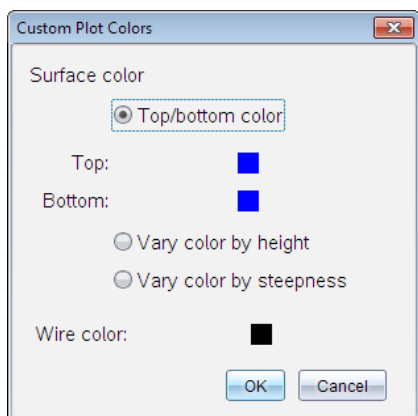 Custom Plot Colors
Surface color
Top/bottom color
Top:
Bottom:
Vary color by height
Vary color by steepness
Wire color:
OK Cancel